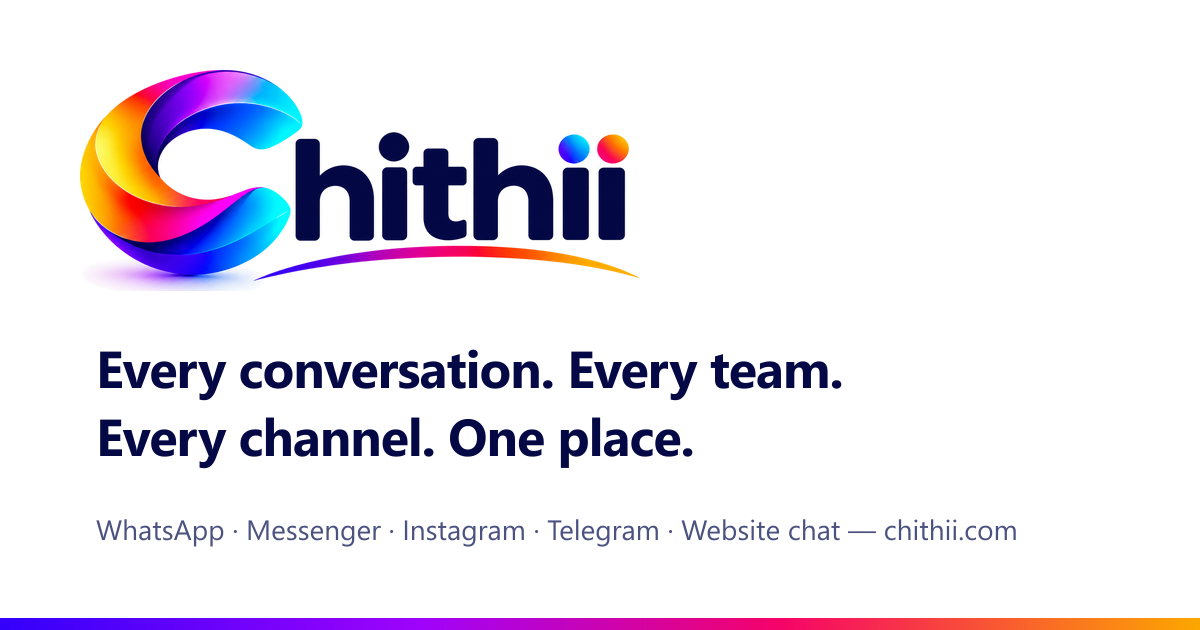 Chithii
Every conversation. Every team.
Every channel. One place.
WhatsApp · Messenger · Instagram · Telegram · Website chat — chithii.com